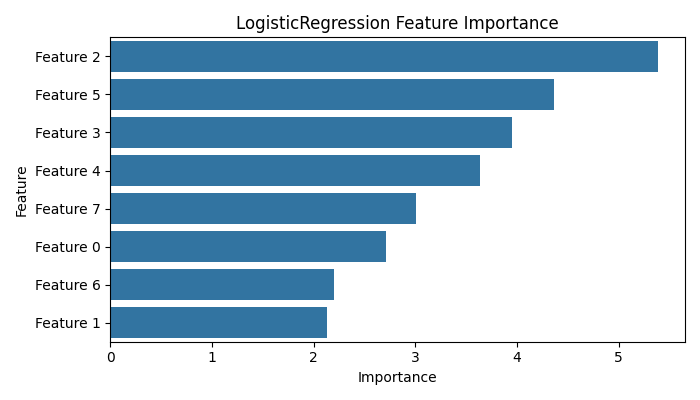 LogisticRegression Feature Importance
Feature 2
Feature 5
Feature 3
Feature 4
Feature 7
Feature 0
Feature 6
Feature 1
Feature
0 1 2 3 4 5
Importance